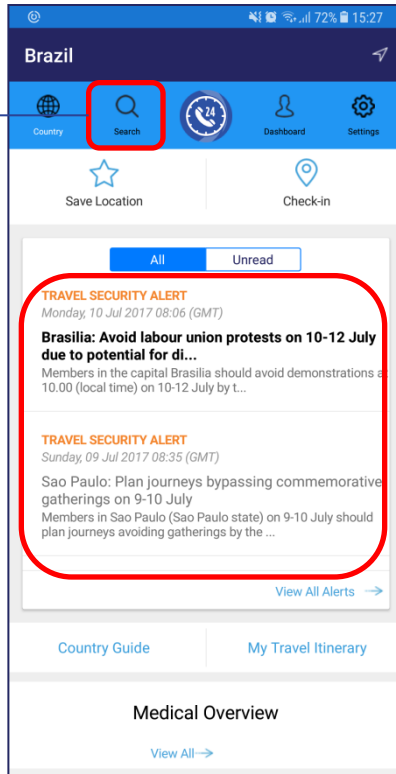 72% 15:27
Brazil
24
Country
Search
Dashboard
Settings
Save Location
Check-in
All
Unread
TRAVEL SECURITY ALERT
Monday, 10 Jul 2017 08:06 (GMT)
Brasilia: Avoid labour union protests on 10-12 July
due to potential for di...
Members in the capital Brasilia should avoid demonstrations a
10.00 (local time) on 10-12 July by t...
TRAVEL SECURITY ALERT
Sunday, 09 Jul 2017 08:35 (GMT)
Sao Paulo: Plan journeys bypassing commemorative
gatherings on 9-10 July
Members in Sao Paulo (Sao Paulo state) on 9-10 July should
plan journeys avoiding gatherings by the ...
View All Alerts
Country Guide
My Travel Itinerary
Medical Overview
View All